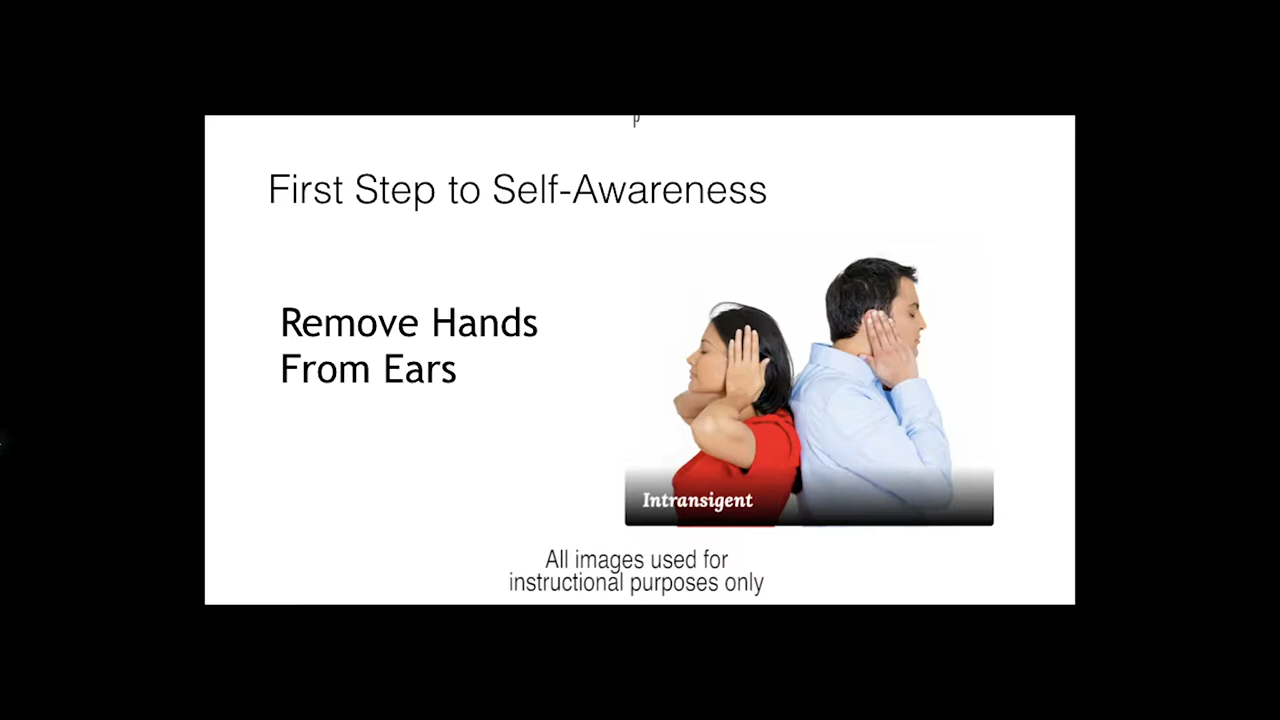 p
First Step to Self-Awareness
Remove Hands
From Ears
Intransigent
All images used for
instructional purposes only